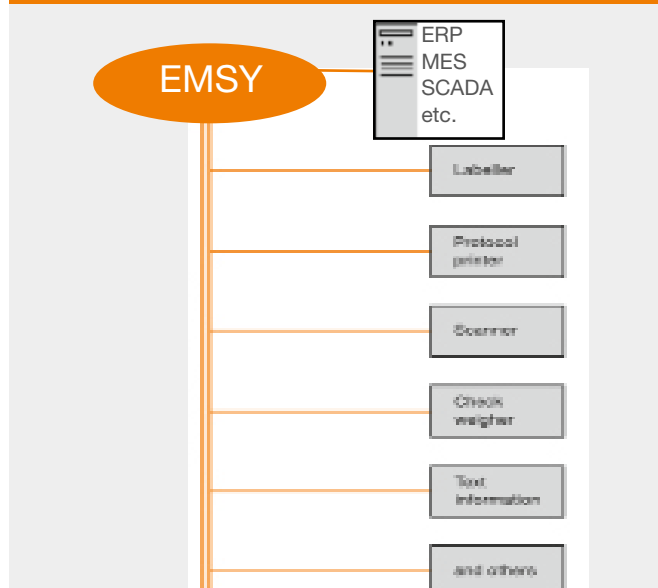 EMSY
ERP
MES
SCADA
etc.
Labeller
Protocol
printer
Scanner
Check
weigher
Text
information
and others